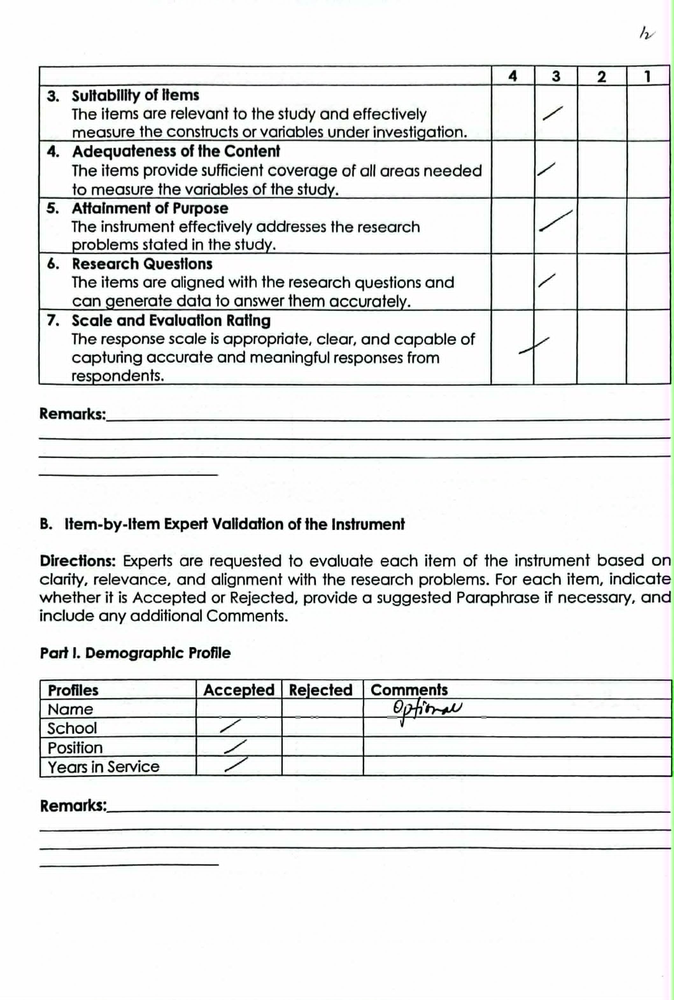 4 3 2 1
3. Suitability of Items
The items are relevant to the study and effectively
measure the constructs or variables under investigation.
4. Adequateness of the Content
The items provide sufficient coverage of all areas needed
to measure the variables of the study.
5. Attainment of Purpose
The instrument effectively addresses the research
problems stated in the study.
6. Research Questions
The items are aligned with the research questions and
can generate data to answer them accurately.
7. Scale and Evaluation Rating
The response scale is appropriate, clear, and capable of
capturing accurate and meaningful responses from
respondents.
Remarks:
B. Item-by-Item Expert Validation of the Instrument
Directions: Experts are requested to evaluate each item of the instrument based on
clarity, relevance, and alignment with the research problems. For each item, indicate
whether it is Accepted or Rejected, provide a suggested Paraphrase if necessary, and
include any additional Comments.
Part I. Demographic Profile
Profiles Accepted Rejected Comments
Name Optional
School
Position
Years in Service
Remarks: